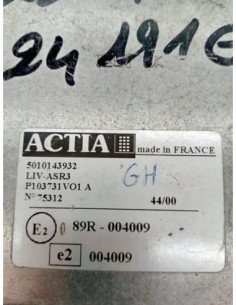 24 191 G
ACTIA made in FRANCE
5010143932
LIV-ASR3 GH
P103731VO1 A
N° 75312 44/00
E2 89R - 004009
e2 004009